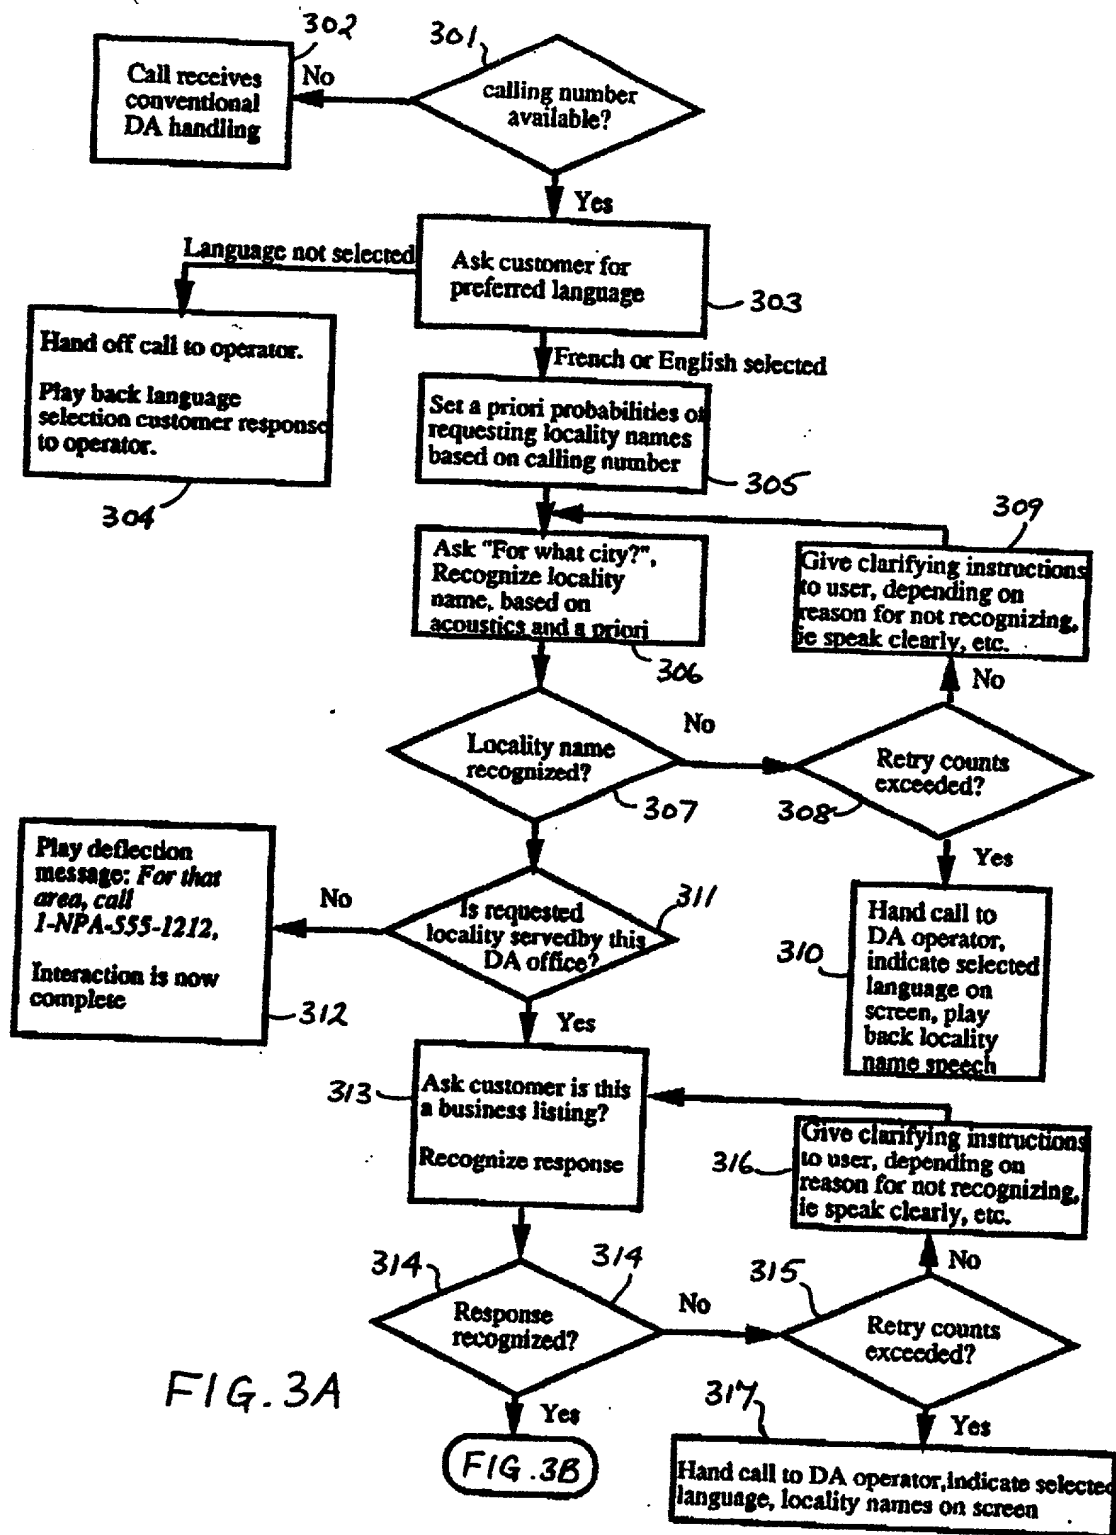 302
301
Call receives
conventional
DA handling
No
calling number
available?
Yes
Language not selected
Ask customer for
preferred language
303
Hand off call to operator.
Play back language
selection customer response
to operator.
304
French or English selected
Set a priori probabilities of
requesting locality names
based on calling number
305
309
Ask "For what city?",
Recognize locality
name, based on
acoustics and a priori
306
Give clarifying instructions
to user, depending on
reason for not recognizing,
ie speak clearly, etc.
No
Locality name
recognized?
307
No
Retry counts
exceeded?
308
Yes
Play deflection
message: For that
area, call
1-NPA-555-1212,
Interaction is now
complete
312
No
Is requested
locality servedby this
DA office?
311
Yes
310
Hand call to
DA operator,
indicate selected
language on
screen, play
back locality
name speech
313
Ask customer is this
a business listing?
Recognize response
316
Give clarifying instructions
to user, depending on
reason for not recognizing,
ie speak clearly, etc.
No
314
314
Response
recognized?
No
315
Retry counts
exceeded?
Yes
Yes
317
FIG. 3A
FIG. 3B
Hand call to DA operator,indicate selected
language, locality names on screen